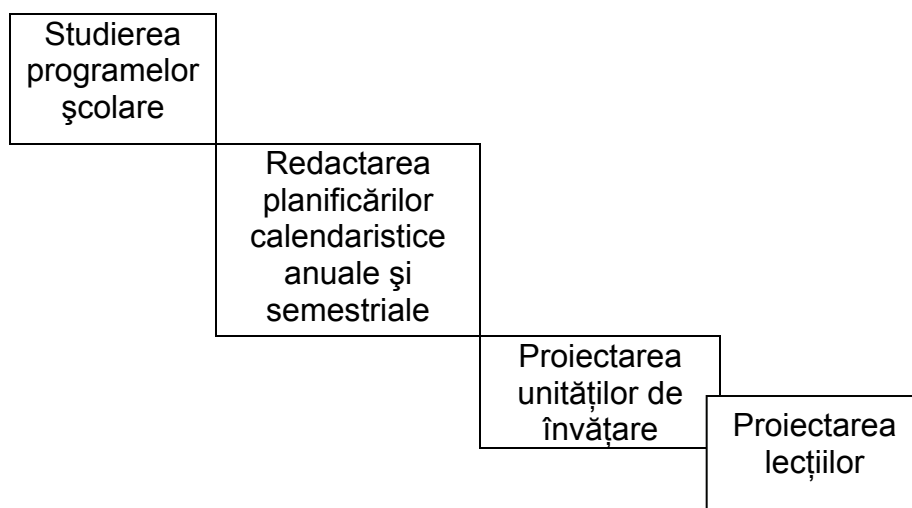 Studierea
programelor
şcolare
Redactarea
planificărilor
calendaristice
anuale şi
semestriale
Proiectarea
unităților de
învățare
Proiectarea
lecțiilor